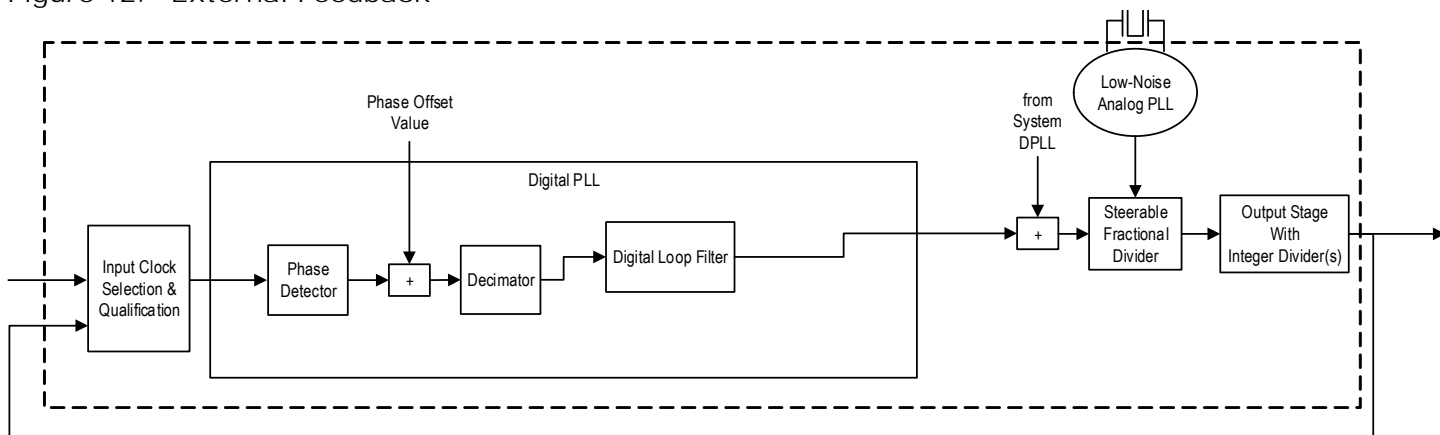 Figure 12. External Feedback
Phase Offset
Value
from
System
DPLL
Low-Noise
Analog PLL
Digital PLL
Input Clock
Selection &
Qualification
Phase
Detector
+
Decimator
Digital Loop Filter
+
Steerable
Fractional
Divider
Output Stage
With
Integer Divider(s)